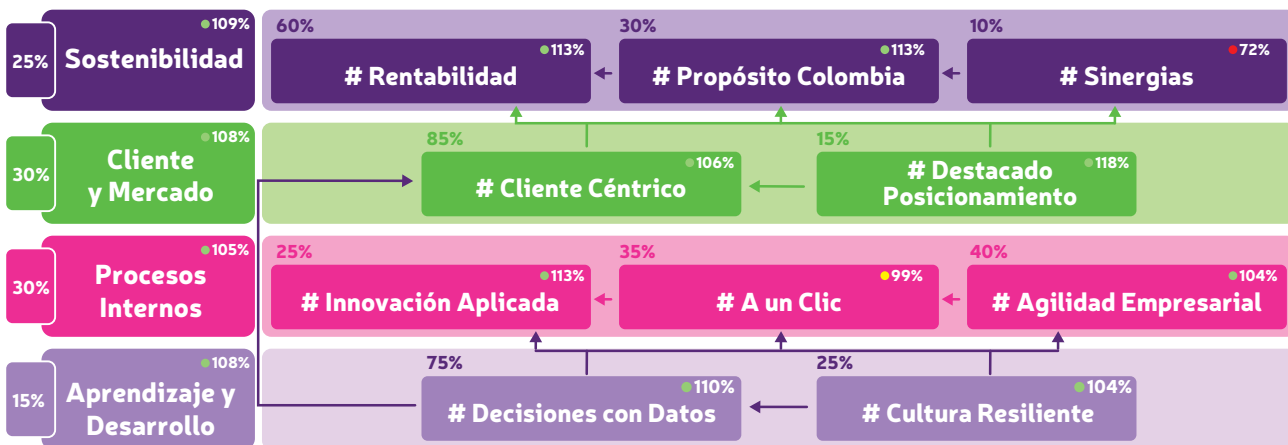 60%
30%
10%
25%
Sostenibilidad
109%
# Rentabilidad
113%
# Propósito Colombia
113%
# Sinergias
72%
85%
15%
30%
Cliente
y Mercado
108%
# Cliente Céntrico
106%
# Destacado
Posicionamiento
118%
25%
35%
40%
30%
Procesos
Internos
105%
# Innovación Aplicada
113%
# A un Clic
99%
# Agilidad Empresarial
104%
75%
25%
15%
Aprendizaje y
Desarrollo
108%
# Decisiones con Datos
110%
# Cultura Resiliente
104%